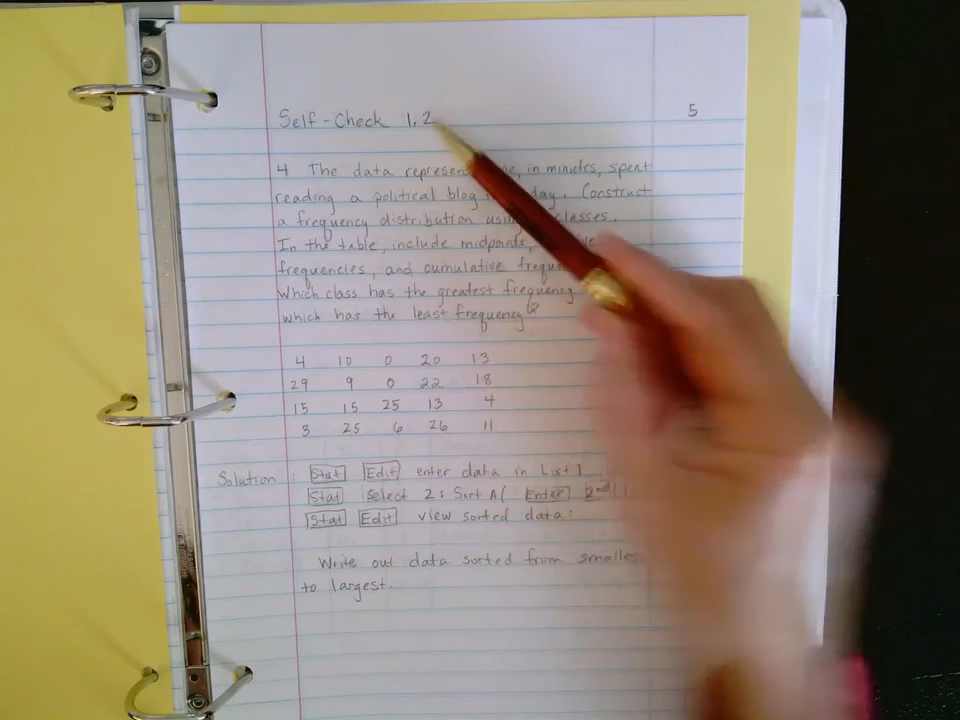 Self-Check 1.2
5
4 The data represen in minutes, spent
reading a political blog day. Construct
a frequency distribution using classes.
In the table, include midpoints,
frequencies, and cumulative
Which class has the greatest frequency
which has the least frequency?
4 10 0 20 13
29 9 0 22 18
15 15 25 13 4
3 25 6 26 11
Solution : Stat Edit enter data in List 1
Stat select 2: Sort A( Enter 2nd
Stat Edit view sorted data:
Write out data sorted from
to largest.